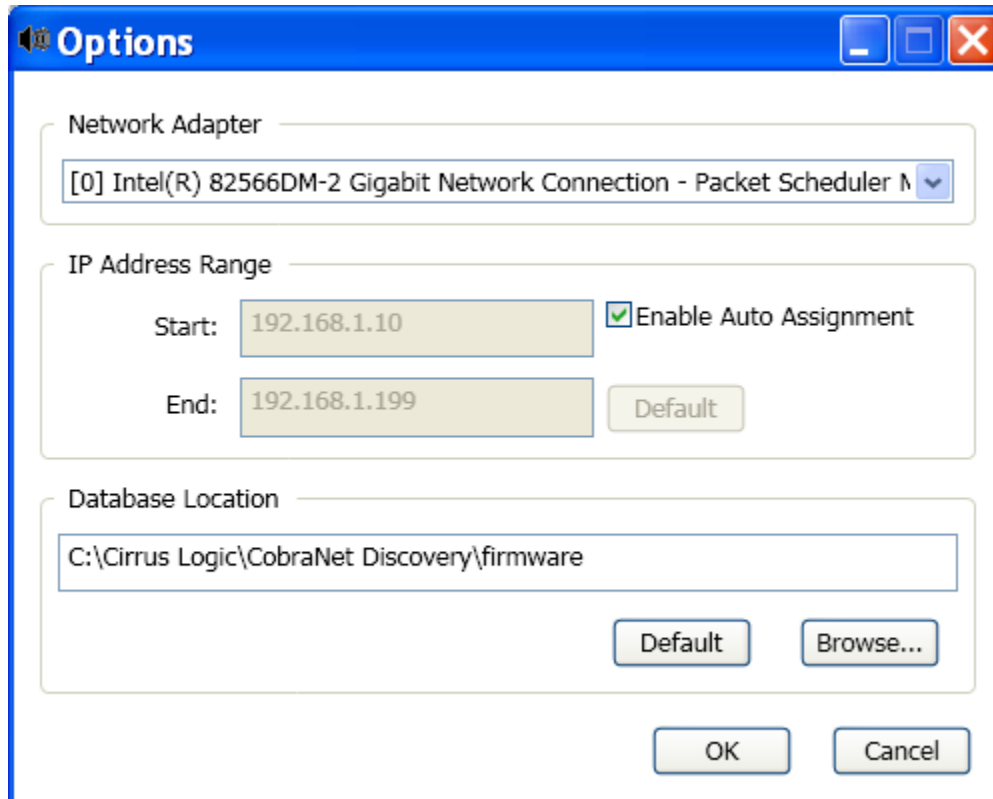 Options
Network Adapter
[0] Intel(R) 82566DM-2 Gigabit Network Connection - Packet Scheduler
IP Address Range
Start: 192.168.1.10
Enable Auto Assignment
End: 192.168.1.199
Default
Database Location
C:\Cirrus Logic\CobraNet Discovery\firmware
Default Browse...
OK Cancel